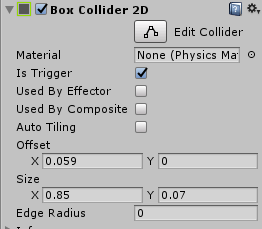 Box Collider 2D
Edit Collider
Material None (Physics Ma
Is Trigger
Used By Effector
Used By Composite
Auto Tiling
Offset
X 0.059 Y 0
Size
X 0.85 Y 0.07
Edge Radius 0